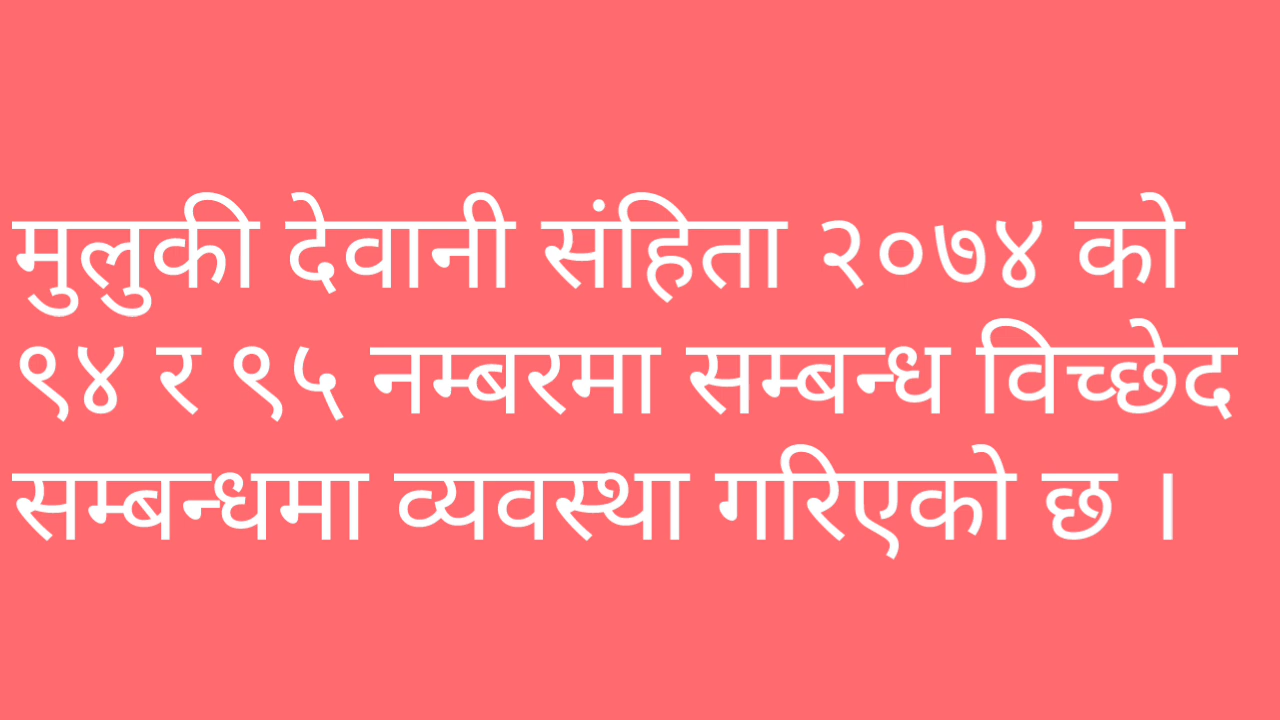 मुलुकी देवानी संहिता २०७४ को
९४ र ९५ नम्बरमा सम्बन्ध विच्छेद
सम्बन्धमा व्यवस्था गरिएको छ ।